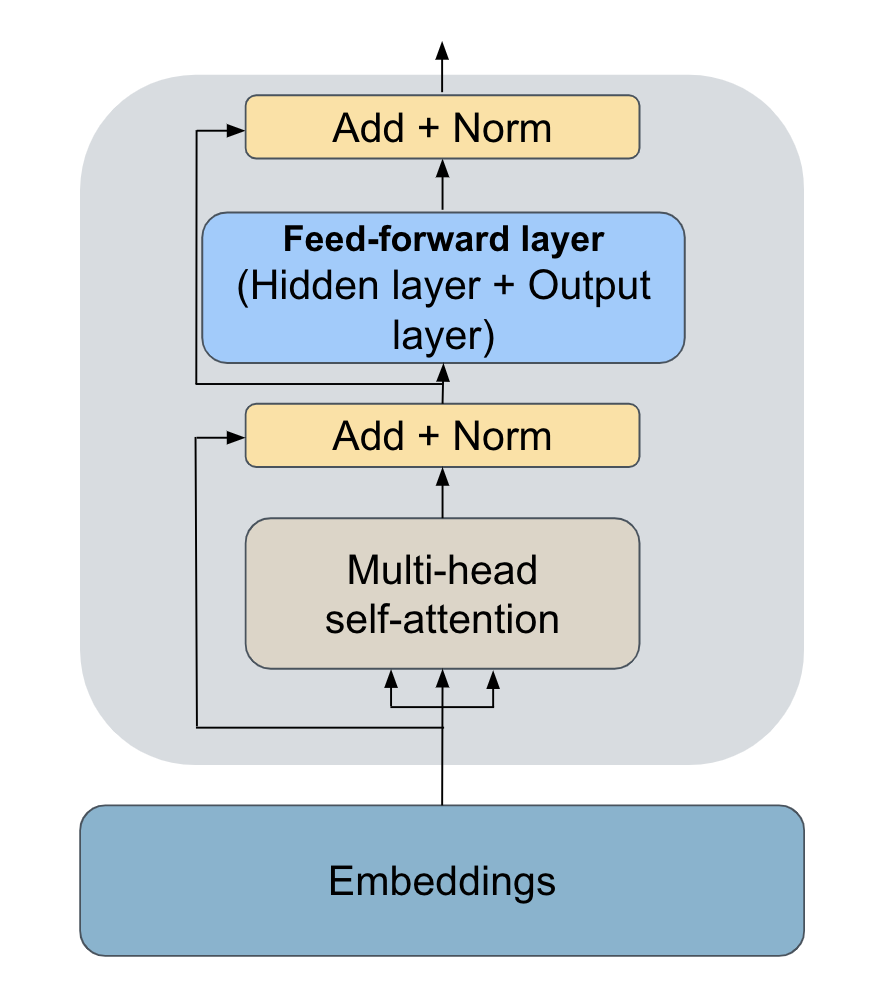 Add + Norm
Feed-forward layer
(Hidden layer + Output
layer)
Add + Norm
Multi-head
self-attention
Embeddings